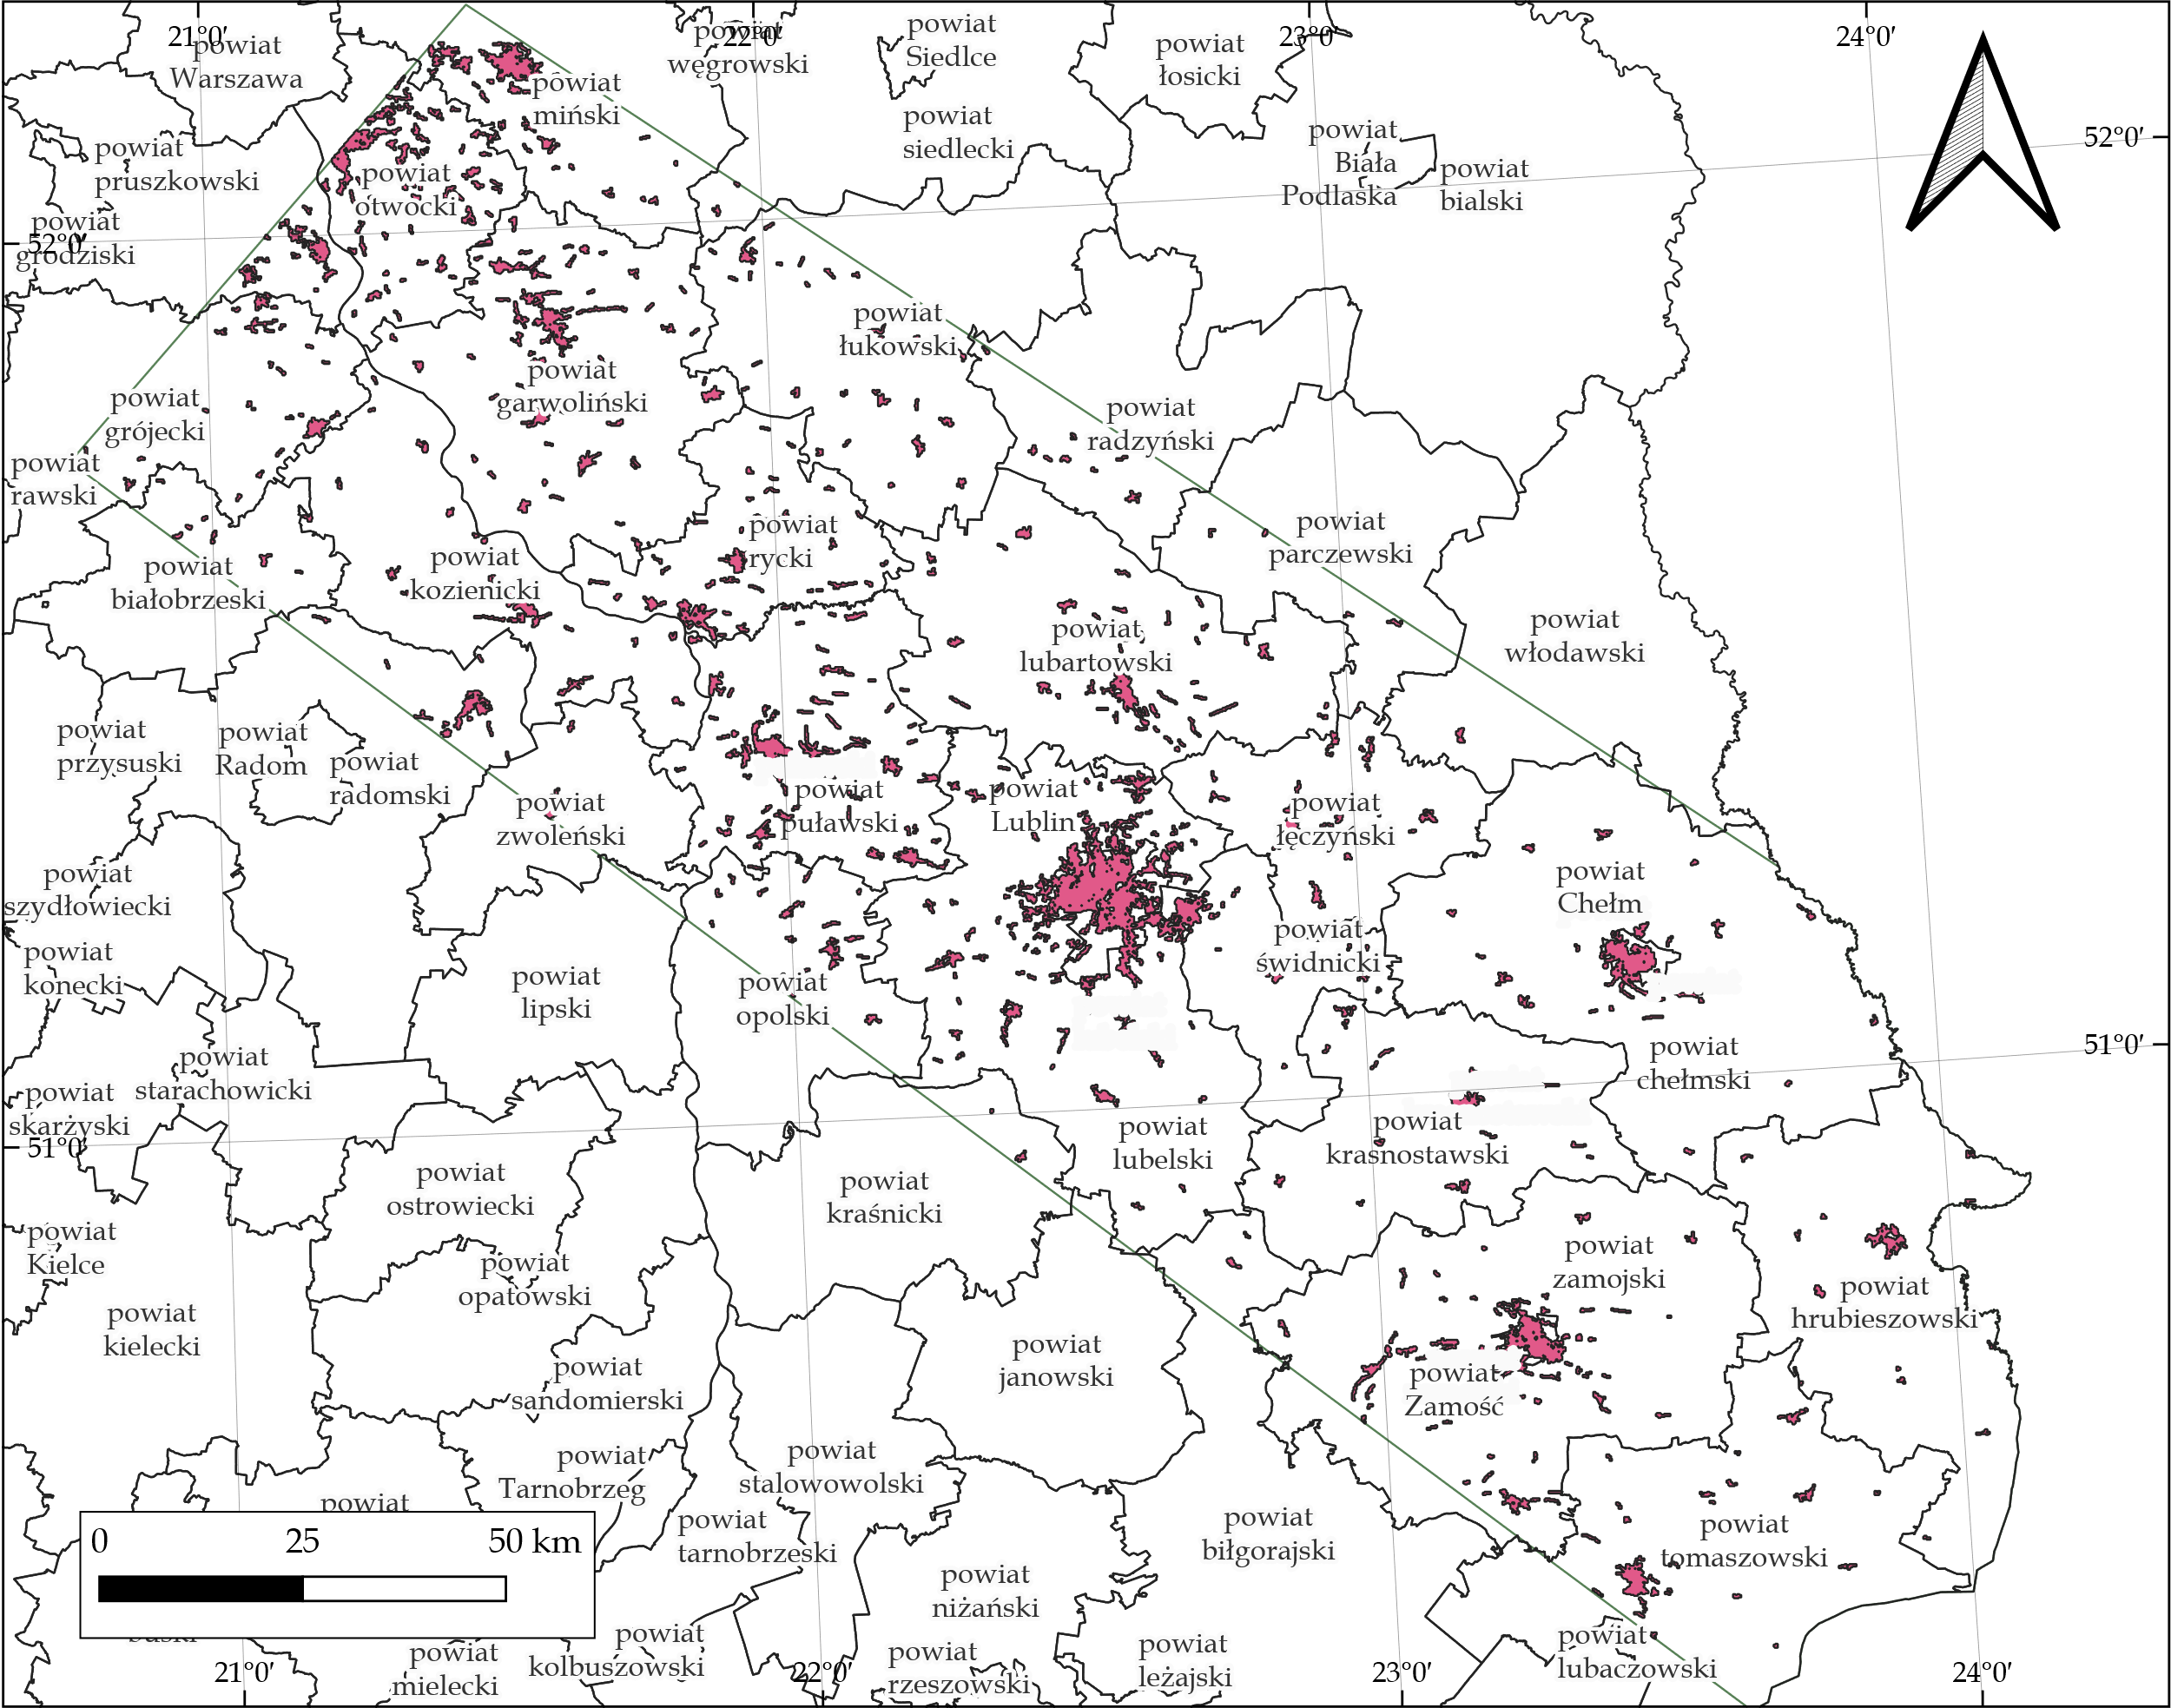 21°0′
22°0′
23°0′
24°0′
powiat
Warszawa
powiat
węgrowski
powiat
Siedlce
powiat
łosicki
powiat
miński
powiat
siedlecki
powiat
Biała
Podlaska
powiat
bialski
52°0′
powiat
pruszkowski
powiat
otwocki
powiat
grodziski
52°0′
powiat
łukowski
powiat
garwoliński
powiat
grójecki
powiat
radzyński
powiat
rawski
powiat
rycki
powiat
parczewski
powiat
kozienicki
powiat
białobrzeski
powiat
lubartowski
powiat
włodawski
powiat
przysuski
powiat
Radom
powiat
radomski
powiat
zwoleński
powiat
puławski
powiat
Lublin
powiat
łęczyński
powiat
szydłowiecki
powiat
Chełm
powiat
świdnicki
powiat
konecki
powiat
lipski
powiat
opolski
51°0′
powiat
chełmski
powiat
starachowicki
powiat
skarżyski
51°0′
powiat
lubelski
powiat
krasnostawski
powiat
ostrowiecki
powiat
kraśnicki
powiat
Kielce
powiat
opatowski
powiat
zamojski
powiat
hrubieszowski
powiat
kielecki
powiat
janowski
powiat
sandomierski
powiat
Zamość
powiat
Tarnobrzeg
powiat
stalowowolski
powiat
powiat
tarnobrzeski
powiat
biłgorajski
powiat
tomaszowski
0 25 50 km
powiat
niżański
powiat
kolbuszowski
powiat
mielecki
powiat
rzeszowski
powiat
leżajski
powiat
lubaczowski
21°0′
22°0′
23°0′
24°0′